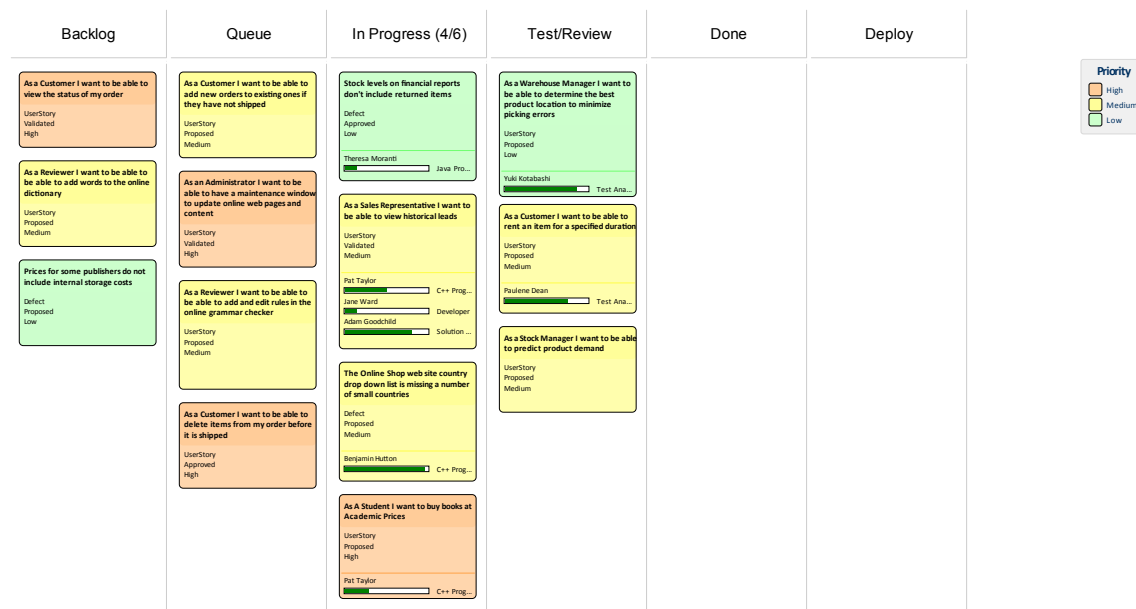 Backlog
Queue
In Progress (4/6)
Test/Review
Done
Deploy
As a Customer I want to be able to
view the status of my order
UserStory
Validated
High
As a Reviewer I want to be able to
be able to add words to the online
dictionary
UserStory
Proposed
Medium
Prices for some publishers do not
include internal storage costs
Defect
Proposed
Low
As a Customer I want to be able to
add new orders to existing ones if
they have not shipped
UserStory
Proposed
Medium
As an Administrator I want to be
able to have a maintenance window
to update online web pages and
content
UserStory
Validated
High
As a Reviewer I want to be able to
be able to add and edit rules in the
online grammar checker
UserStory
Proposed
Medium
As a Customer I want to be able to
delete items from my order before
it is shipped
UserStory
Approved
High
Stock levels on financial reports
don't include returned items
Defect
Approved
Low
Theresa Moranti
Java Pro...
As a Sales Representative I want to
be able to view historical leads
UserStory
Validated
Medium
Pat Taylor
C++ Prog...
Jane Ward
Developer
Adam Goodchild
Solution ...
The Online Shop web site country
drop down list is missing a number
of small countries
Defect
Proposed
Medium
Benjamin Hutton
C++ Prog...
As A Student I want to buy books at
Academic Prices
UserStory
Proposed
High
Pat Taylor
C++ Prog...
As a Warehouse Manager I want to
be able to determine the best
product location to minimize
picking errors
UserStory
Proposed
Low
Yuki Kotabashi
Test Ana...
As a Customer I want to be able to
rent an item for a specified duration
UserStory
Proposed
Medium
Paulene Dean
Test Ana...
As a Stock Manager I want to be able
to predict product demand
UserStory
Proposed
Medium
Priority
High
Medium
Low